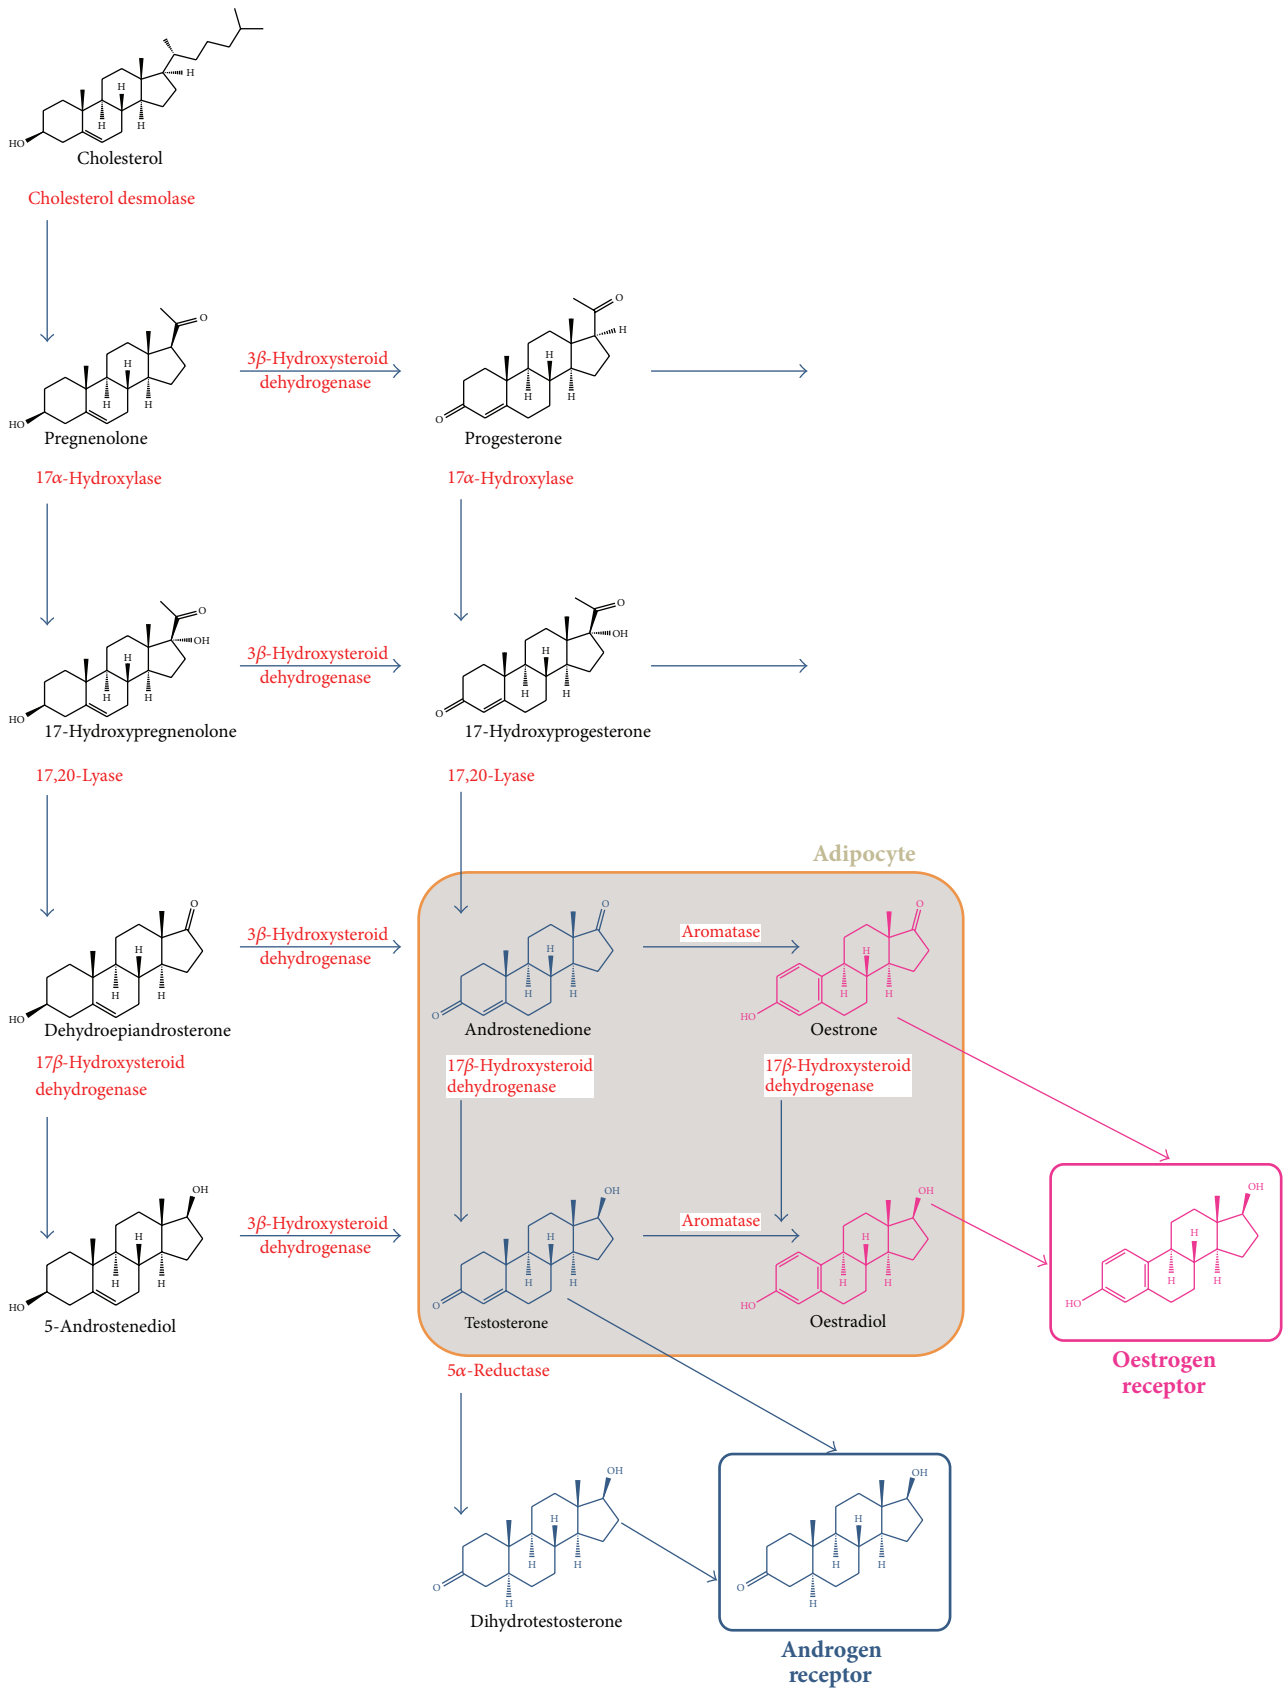 H
H
H
H
HO
Cholesterol
Cholesterol desmolase
O
H
H
H
HO
Pregnenolone
3β-Hydroxysteroid
dehydrogenase
O
H
H
H
H
O
Progesterone
17α-Hydroxylase
17α-Hydroxylase
O
OH
H
H
H
HO
17-Hydroxypregnenolone
3β-Hydroxysteroid
dehydrogenase
O
OH
H
H
H
O
17-Hydroxyprogesterone
17,20-Lyase
17,20-Lyase
Adipocyte
O
H
H
H
HO
Dehydroepiandrosterone
3β-Hydroxysteroid
dehydrogenase
O
H
H
H
O
Androstenedione
Aromatase
O
H
H
H
HO
Oestrone
17β-Hydroxysteroid
dehydrogenase
17β-Hydroxysteroid
dehydrogenase
17β-Hydroxysteroid
dehydrogenase
OH
H
H
H
HO
5-Androstenediol
3β-Hydroxysteroid
dehydrogenase
OH
H
H
H
O
Testosterone
Aromatase
OH
H
H
H
HO
Oestradiol
OH
H
H
H
HO
Oestrogen
receptor
5α-Reductase
OH
H
H
H
O
H
Dihydrotestosterone
OH
H
H
H
O
H
Androgen
receptor